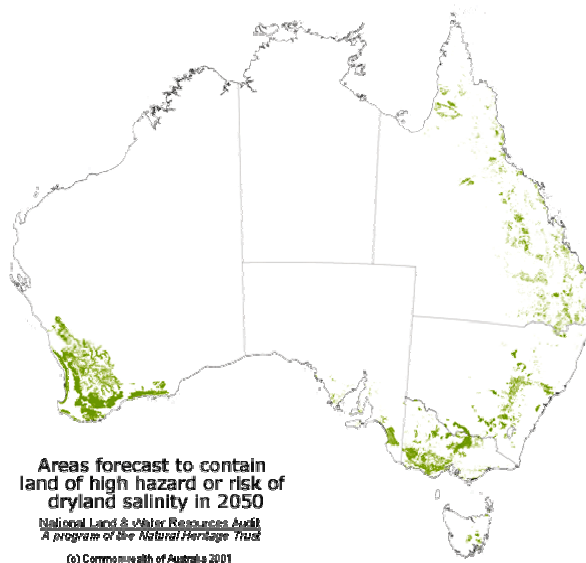 Areas forecast to contain
land of high hazard or risk of
dryland salinity in 2050
National Land & Water Resources Audit
A program of the Natural Heritage Trust
(c) Commonwealth of Australia 2001